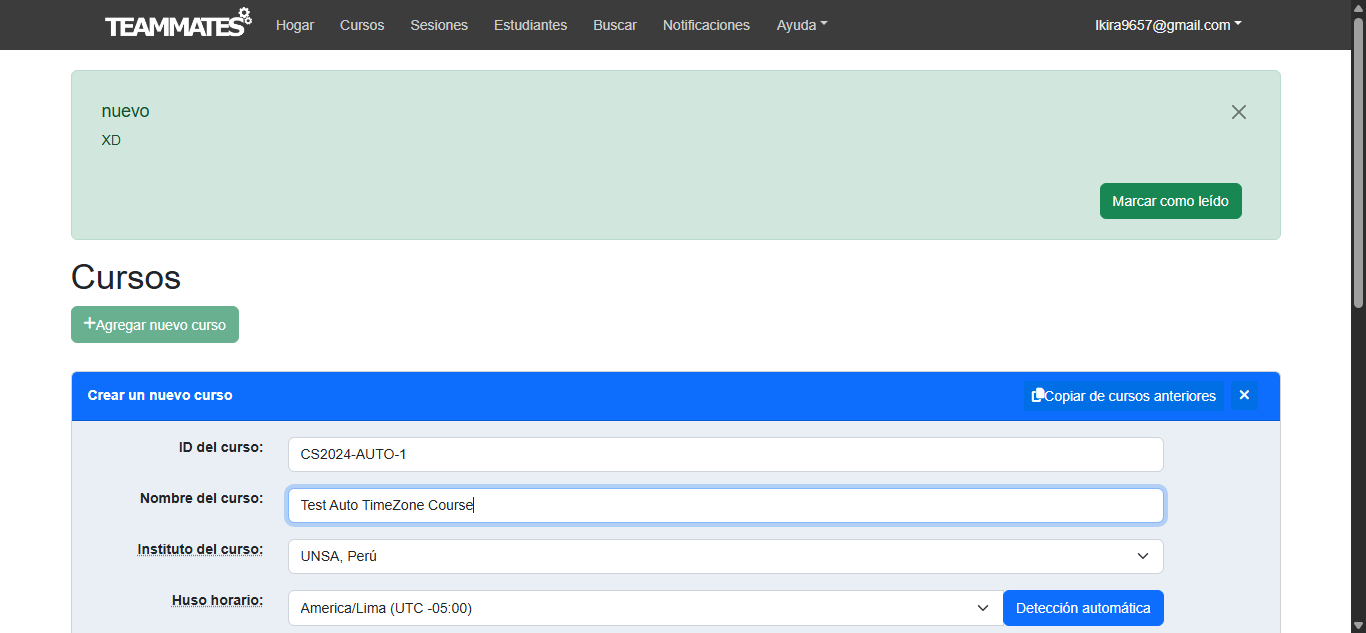 TEAMMATES Hogar Cursos Sesiones Estudiantes Buscar Notificaciones Ayuda lkira9657@gmail.com
nuevo
XD
Marcar como leído
Cursos
+Agregar nuevo curso
Crear un nuevo curso Copiar de cursos anteriores
ID del curso: CS2024-AUTO-1
Nombre del curso: Test Auto TimeZone Course
Instituto del curso: UNSA, Perú
Huso horario: America/Lima (UTC -05:00) Detección automática